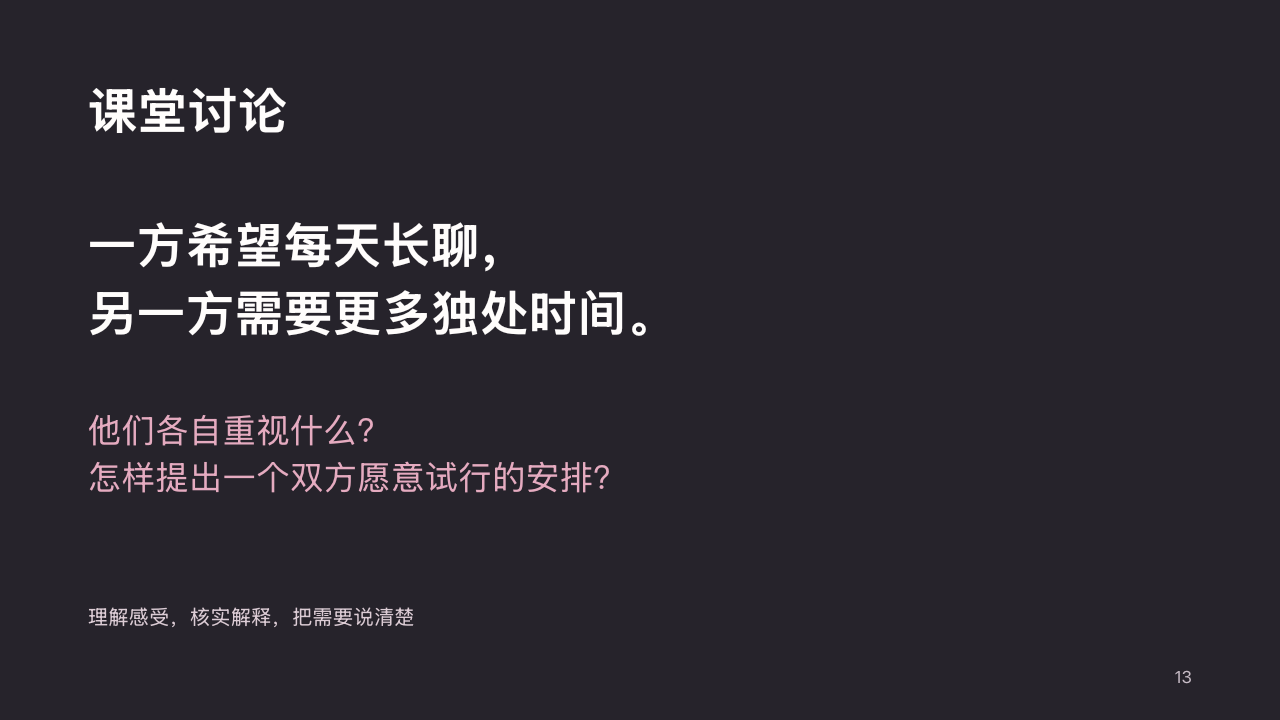 课堂讨论
一方希望每天长聊，
另一方需要更多独处时间。
他们各自重视什么？
怎样提出一个双方愿意试行的安排？
理解感受，核实解释，把需要说清楚
13